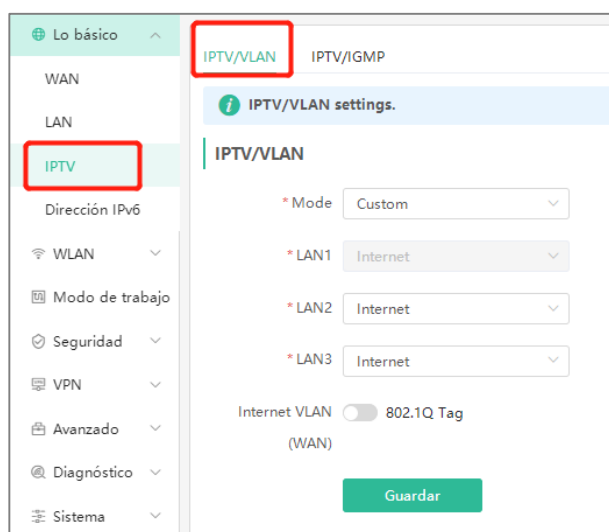 Lo básico
WAN
LAN
IPTV
Dirección IPv6
WLAN
Modo de trabajo
Seguridad
VPN
Avanzado
Diagnóstico
Sistema
IPTV/VLAN IPTV/IGMP
IPTV/VLAN settings.
IPTV/VLAN
* Mode Custom
* LAN1 Internet
* LAN2 Internet
* LAN3 Internet
Internet VLAN 802.1Q Tag
(WAN)
Guardar